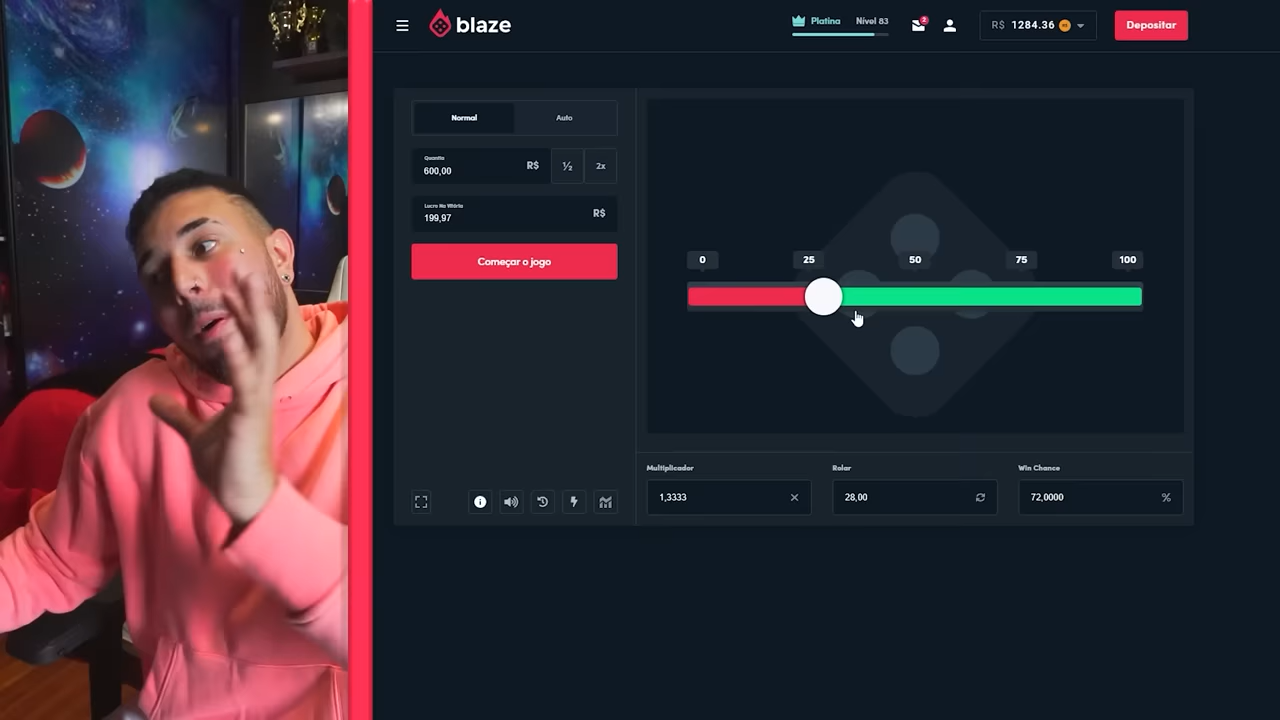 blaze
Platina Nível 83
2
R$ 1284.36
Depositar
Normal Auto
Quantia
600,00 R$ ½ 2x
Lucro Na Vitória
199,97 R$
Começar o jogo
0 25 50 75 100
Multiplicador Rolar Win Chance
1,3333 28,00 72,0000 %